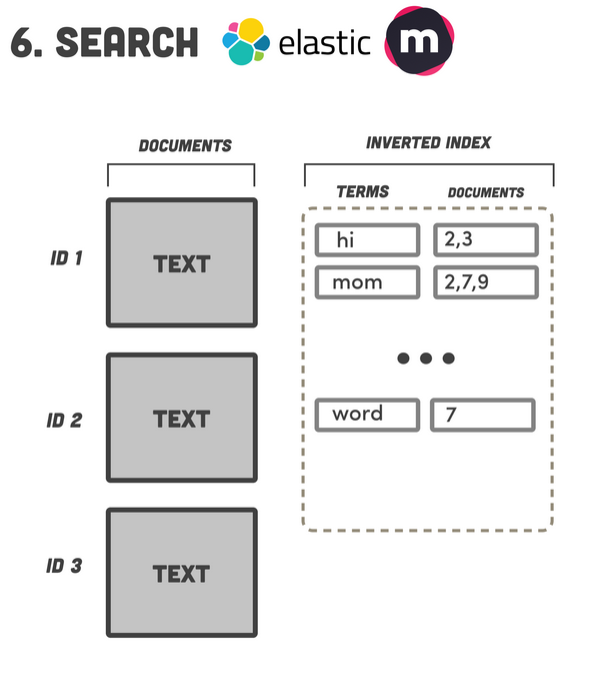 6. SEARCH elastic m
DOCUMENTS
INVERTED INDEX
TERMS DOCUMENTS
ID 1
TEXT
hi 2,3
mom 2,7,9
...
word 7
ID 2
TEXT
ID 3
TEXT